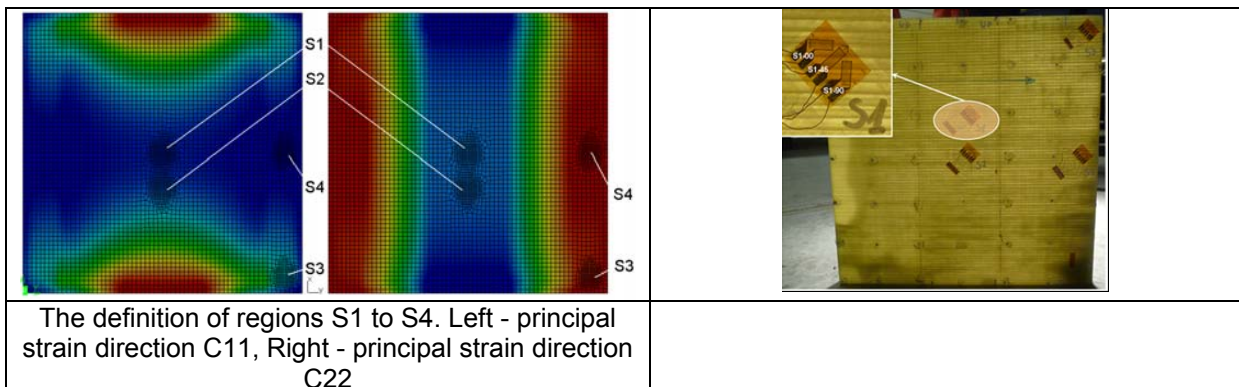 S1
S2
S4
S3
S4
S3
S1-00
S1-45
S1-90
S1
The definition of regions S1 to S4. Left - principal
strain direction C11, Right - principal strain direction
C22